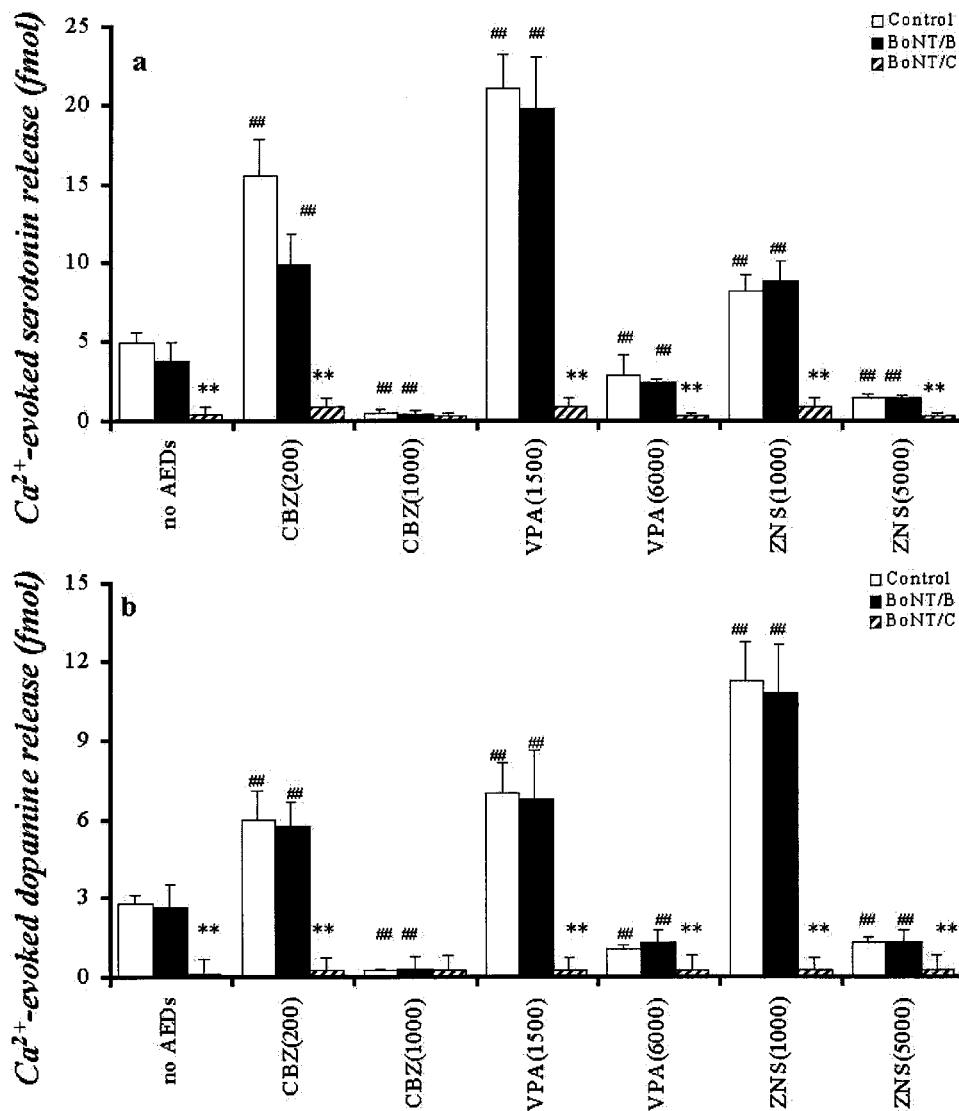 Ca2+-evoked serotonin release (fmol)
a
25
20
15
10
5
0
Control
BoNT/B
BoNT/C
## ##
##
##
## ##
## ##
## ##
## ##
** ** ** ** ** **
no AEDs
CBZ(200)
CBZ(1000)
VPA(1500)
VPA(6000)
ZNS(1000)
ZNS(5000)
Ca2+-evoked dopamine release (fmol)
b
15
12
9
6
3
0
Control
BoNT/B
BoNT/C
## ##
## ##
## ##
## ##
## ##
## ##
** ** ** ** ** **
no AEDs
CBZ(200)
CBZ(1000)
VPA(1500)
VPA(6000)
ZNS(1000)
ZNS(5000)